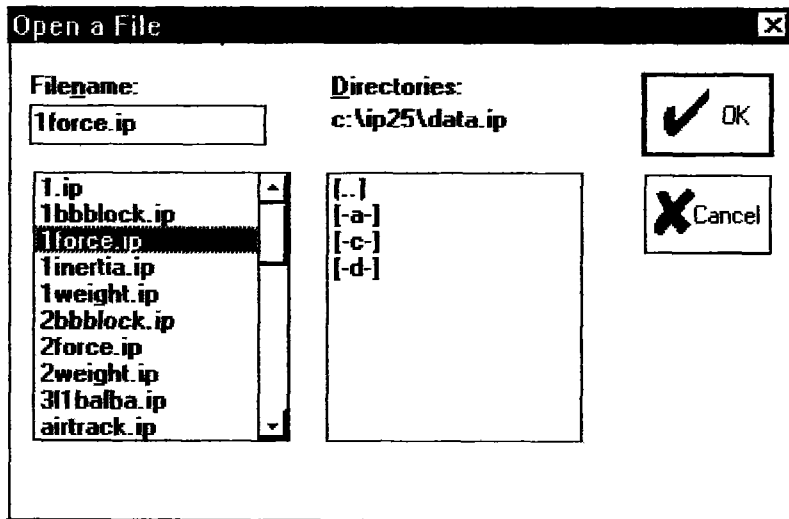 Open a File
Filename:
1force.ip
1.ip
1bbblock.ip
1force.ip
1inertia.ip
1weight.ip
2bbblock.ip
2force.ip
2weight.ip
3l1balba.ip
airtrack.ip
Directories:
c:\ip25\data.ip
[..]
[-a-]
[-c-]
[-d-]
OK
Cancel